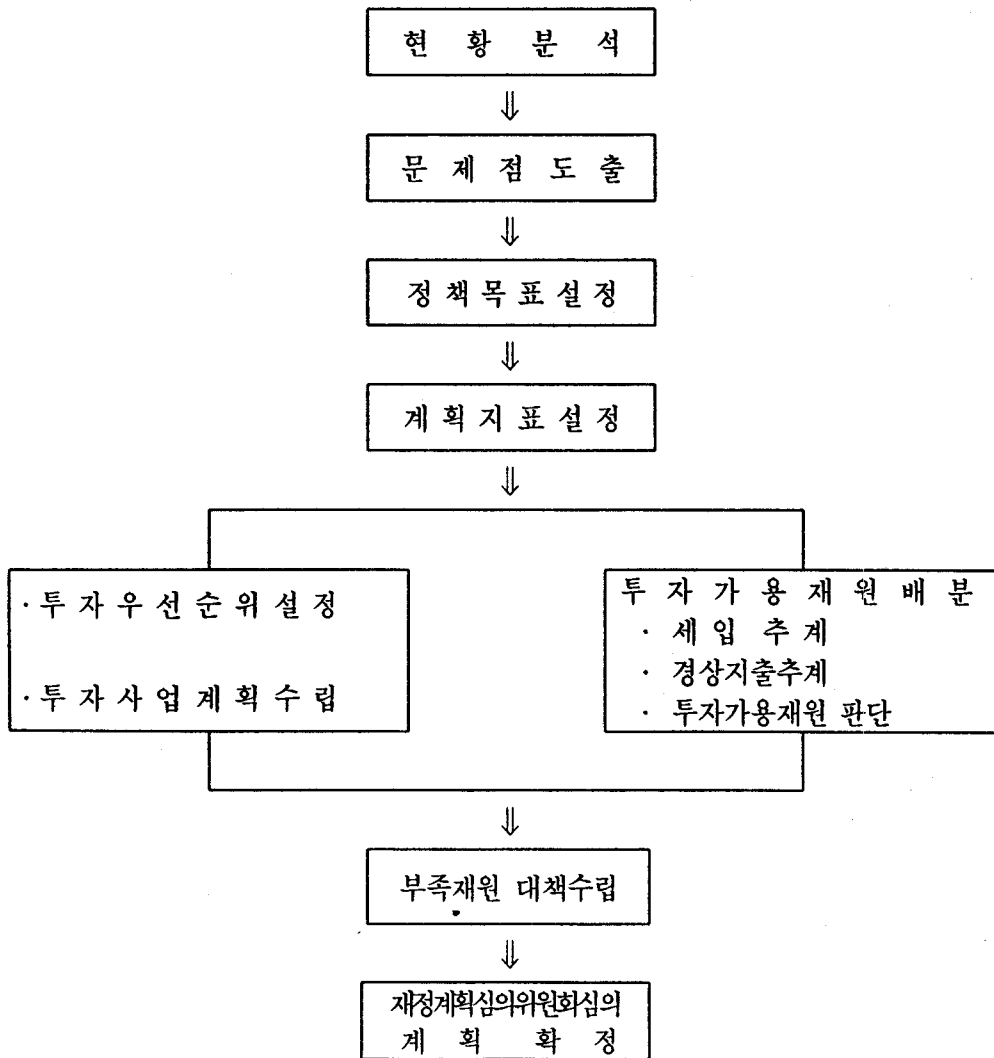 현 황 분 석
⇓
문 제 점 도 출
⇓
정 책 목 표 설 정
⇓
계 획 지 표 설 정
⇓
· 투 자 우 선 순 위 설 정
· 투 자 사 업 계 획 수 립
투 자 가 용 재 원 배 분
· 세 입 추 계
· 경상지출추계
· 투자가용재원 판단
⇓
부족재원 대책수립
⇓
재정계획심의위원회심의
계 획 확 정